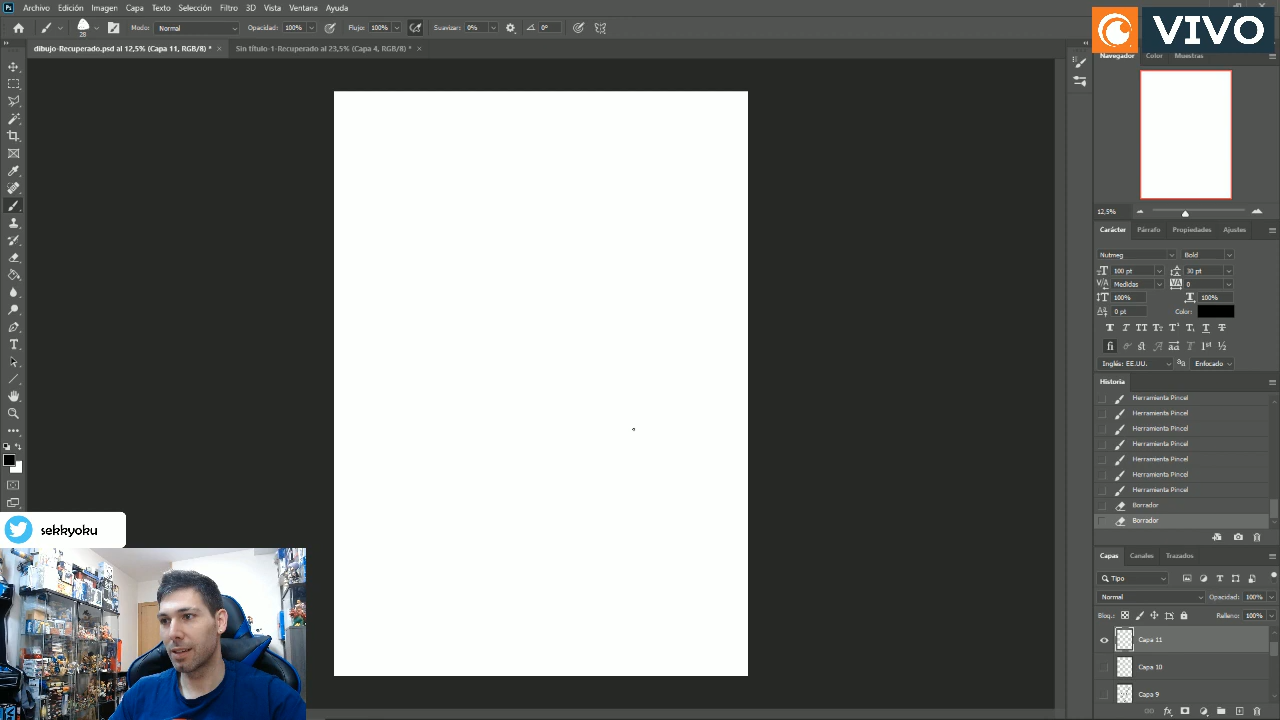 Archivo Edición Imagen Capa Texto Selección Filtro 3D Vista Ventana Ayuda
28 Modo: Normal Opacidad: 100% Flujo: 100% Suavizar: 0% 0°
VIVO
dibujo-Recuperado.psd al 12,5% (Capa 11, RGB/8) * × Sin título-1-Recuperado al 23,5% (Capa 4, RGB/8) * ×
Navegador Color Muestras
12,5%
Carácter Párrafo Propiedades Ajustes
Nutmeg Bold
100 pt 30 pt
Medidas 0
100% 100%
0 pt Color:
Inglés: EE.UU. Enfocado
Historia
Herramienta Pincel
Herramienta Pincel
Herramienta Pincel
Herramienta Pincel
Herramienta Pincel
Herramienta Pincel
Herramienta Pincel
Borrador
Borrador
Capas Canales Trazados
Tipo
Normal Opacidad: 100%
Bloq.: Relleno: 100%
Capa 11
Capa 10
Capa 9
sekkyoku